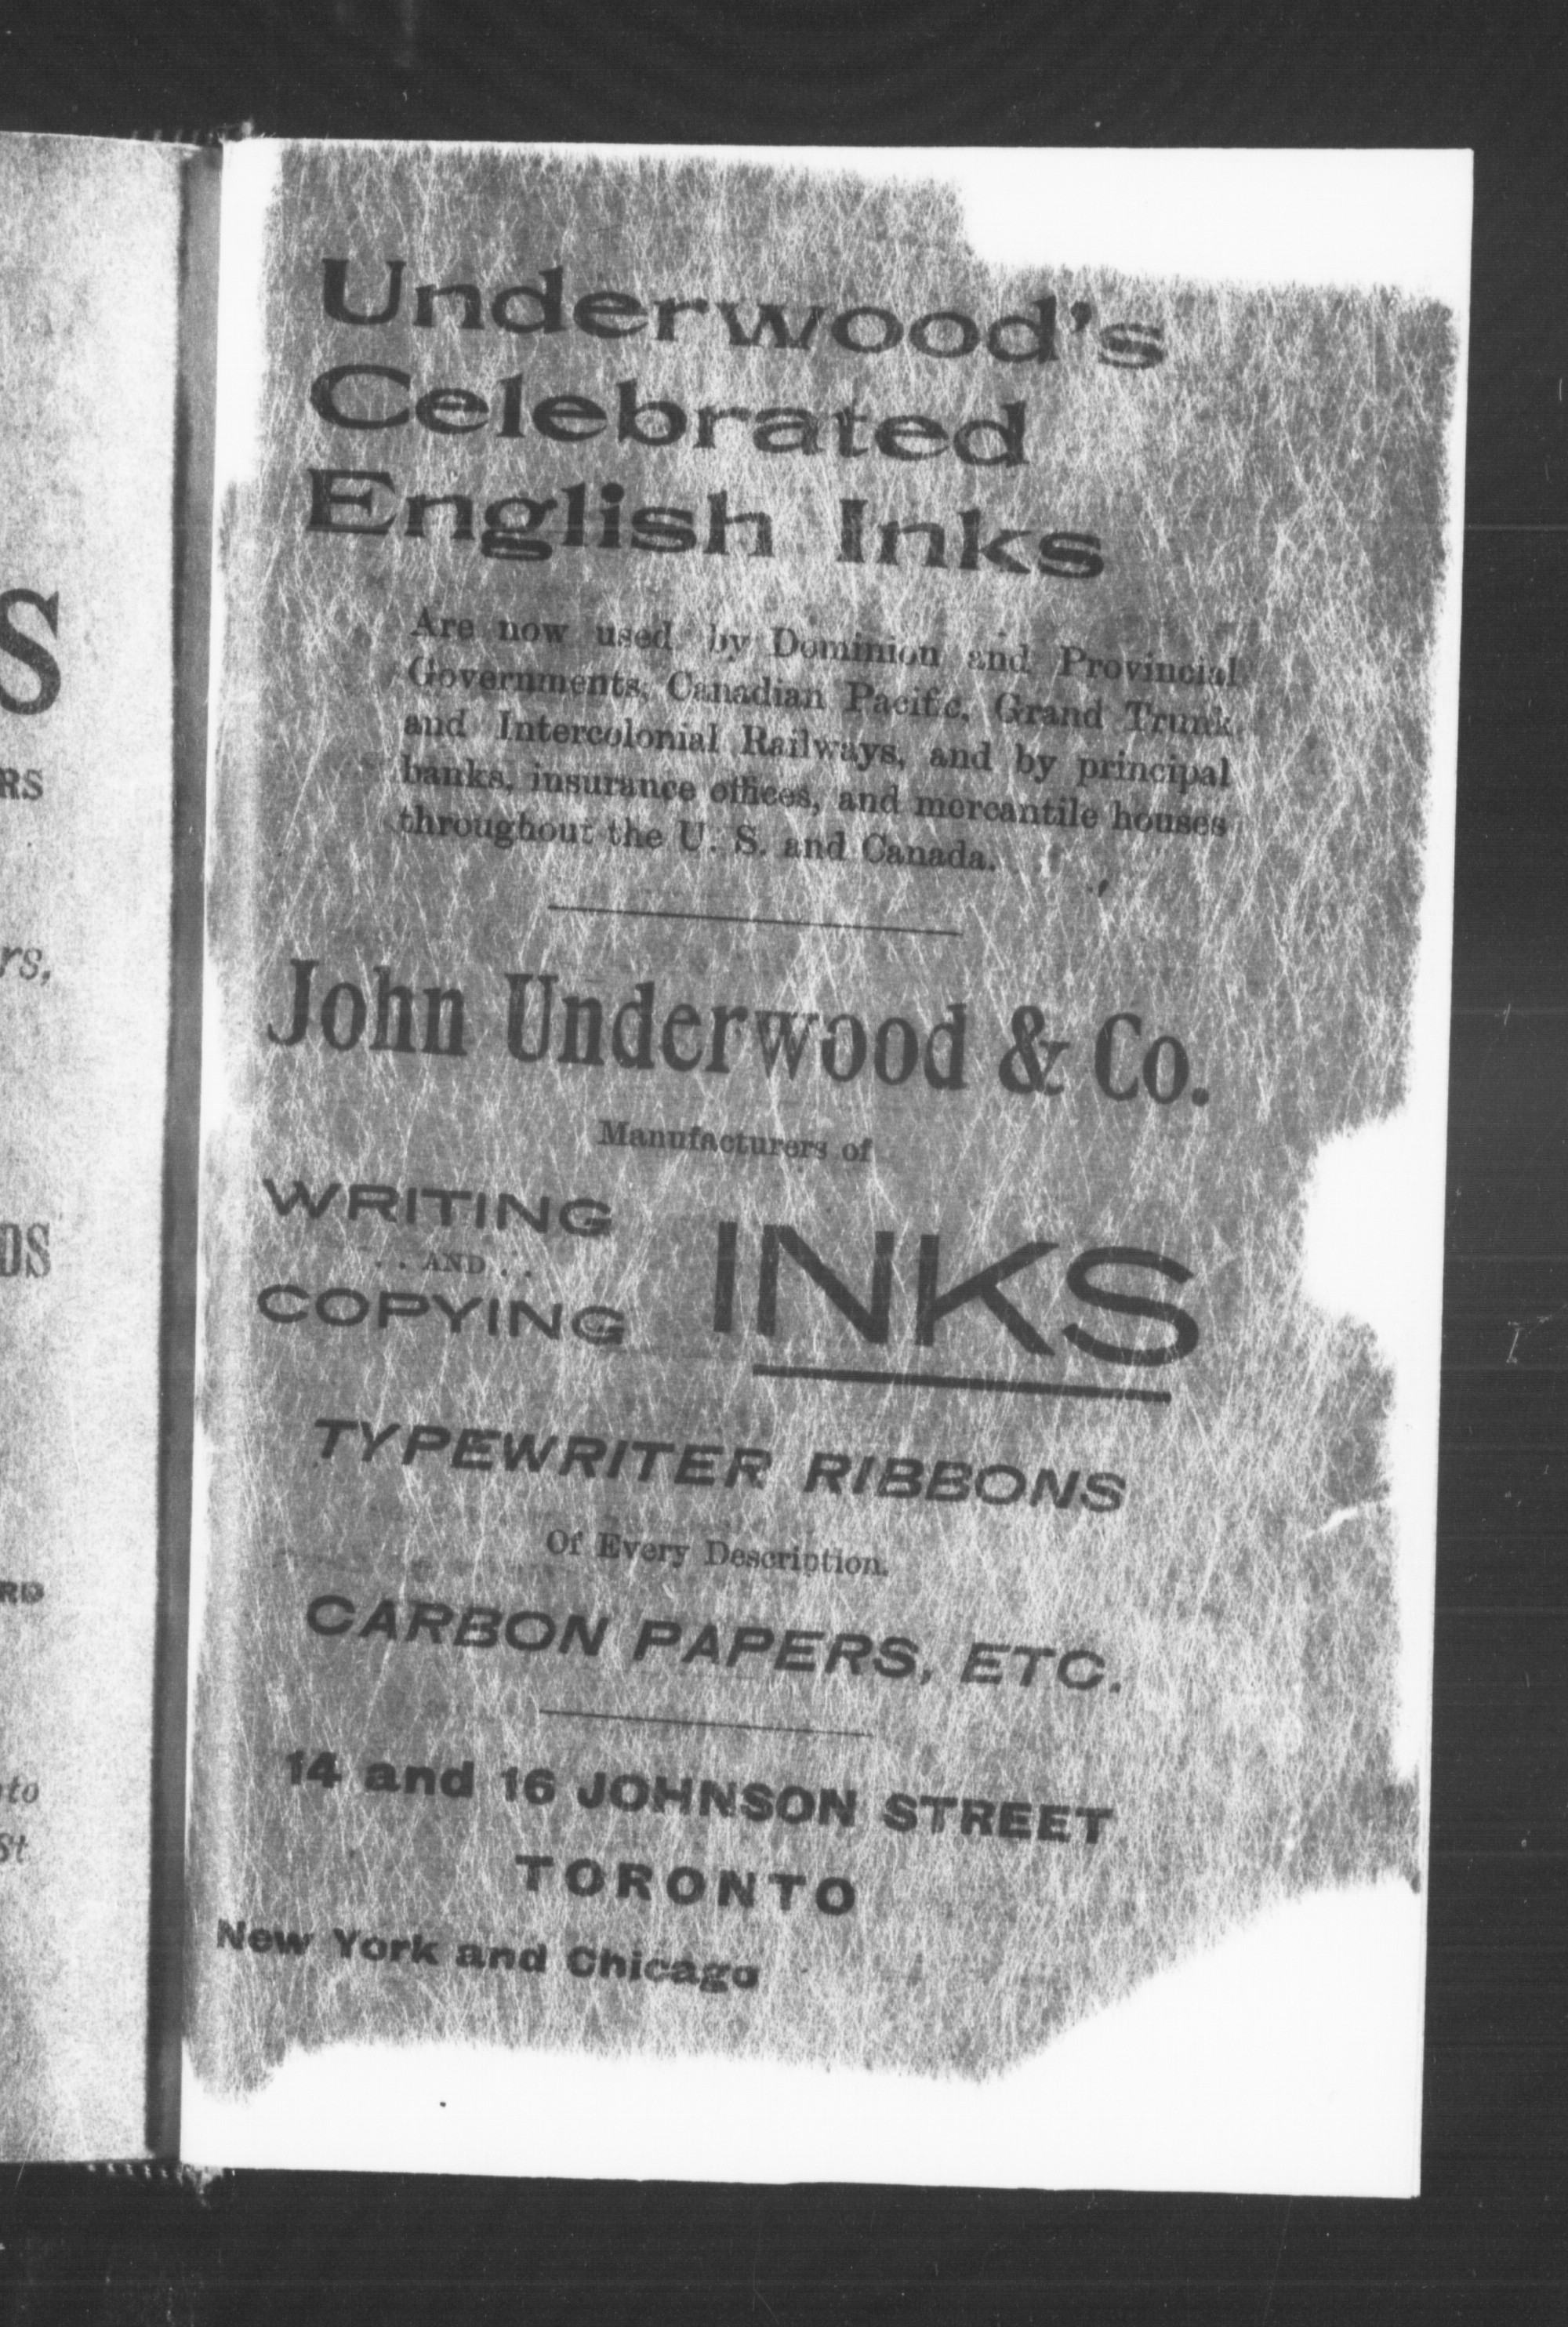 S
RS
rs,
DS
RD
to
St
Underwood's
Celebrated
English Inks
Are now used by Dominion and Provincial
Governments, Canadian Pacific, Grand Trunk
and Intercolonial Railways, and by principal
banks, insurance offices, and mercantile houses
throughout the U. S. and Canada.
John Underwood & Co.
Manufacturers of
WRITING
. . AND . .
COPYING
INKS
TYPEWRITER RIBBONS
Of Every Description.
CARBON PAPERS, ETC.
14 and 16 JOHNSON STREET
TORONTO
New York and Chicago